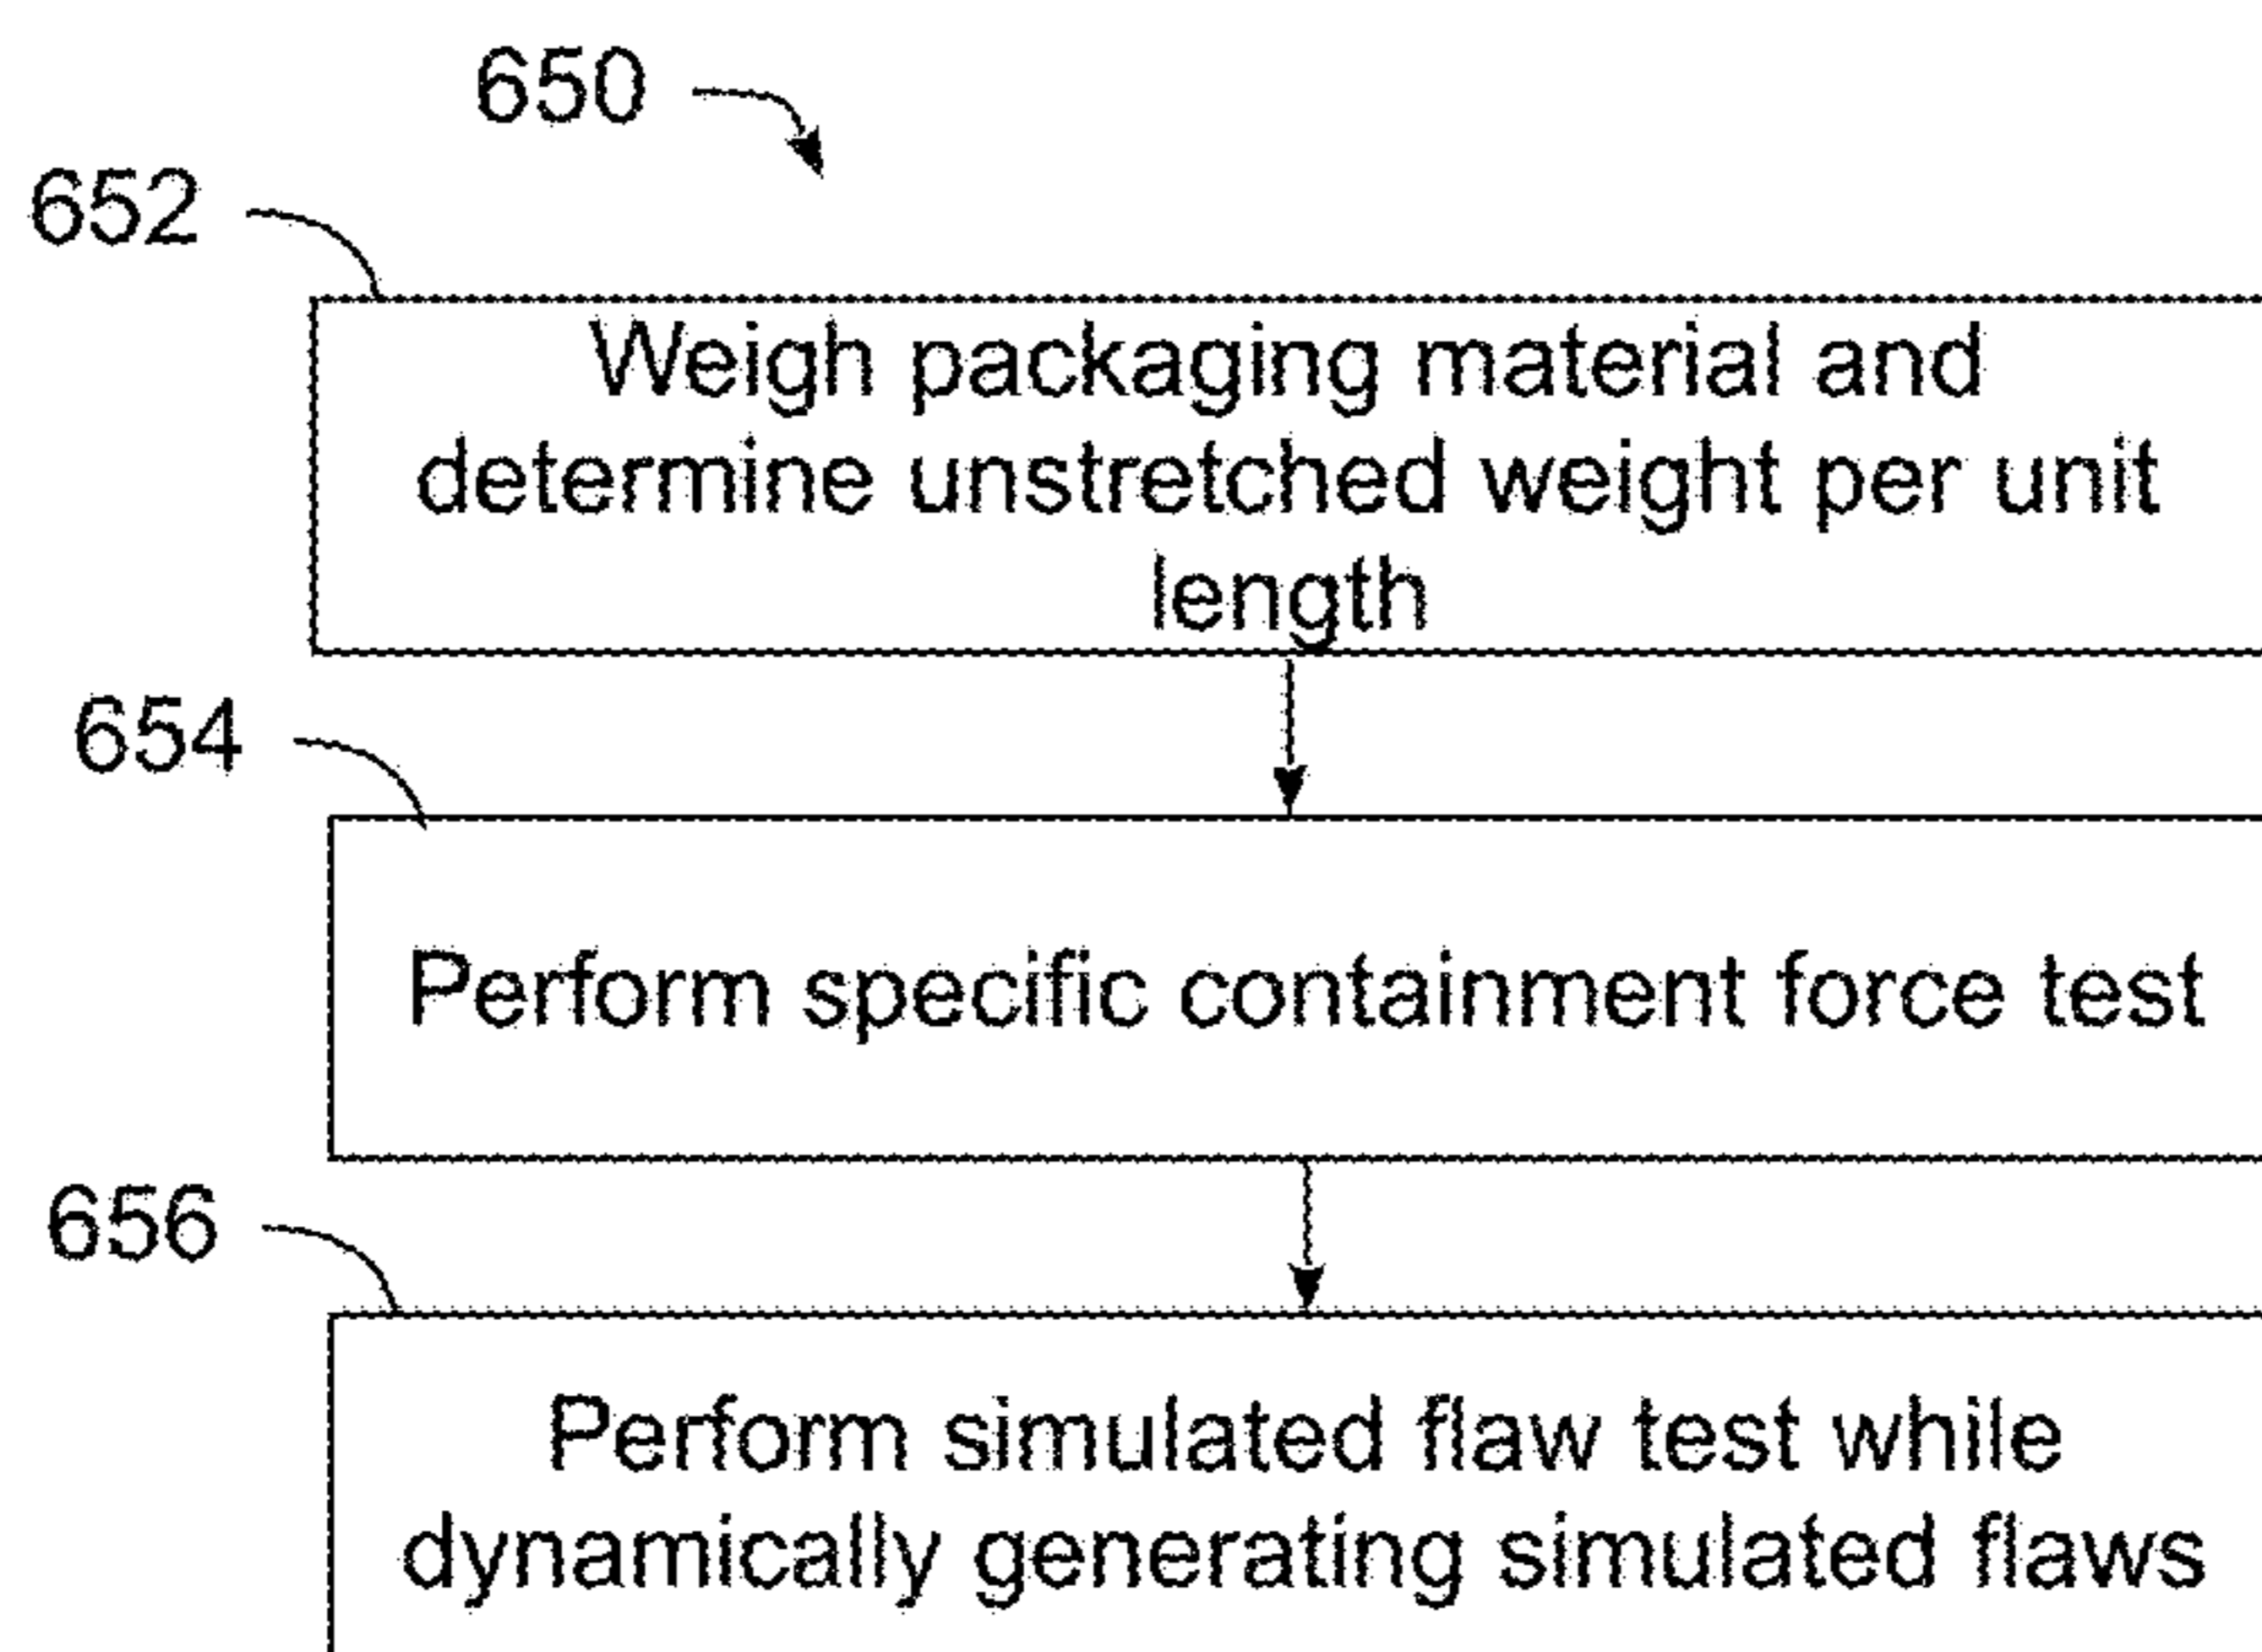 650
652
Weigh packaging material and
determine unstretched weight per unit
length
654
Perform specific containment force test
656
Perform simulated flaw test while
dynamically generating simulated flaws